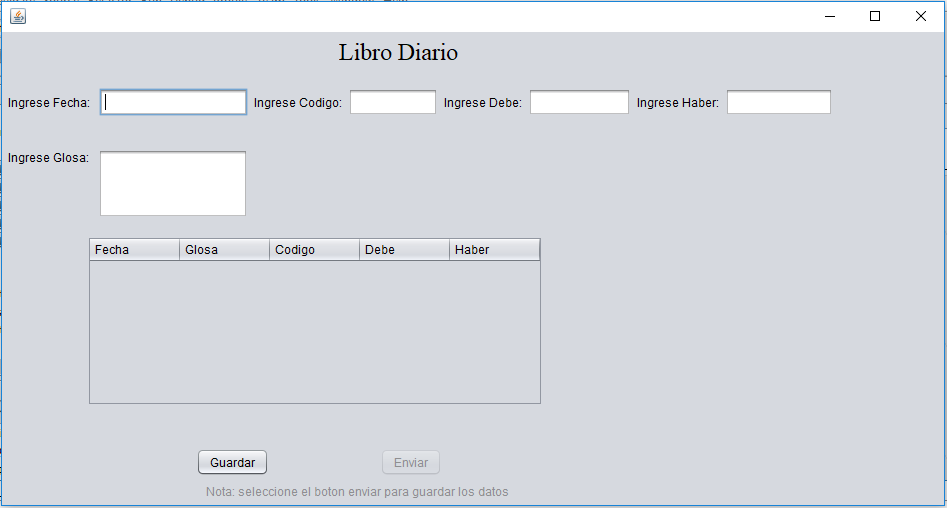 Libro Diario
Ingrese Fecha: Ingrese Codigo: Ingrese Debe: Ingrese Haber:
Ingrese Glosa:
Fecha Glosa Codigo Debe Haber
Guardar Enviar
Nota: seleccione el boton enviar para guardar los datos